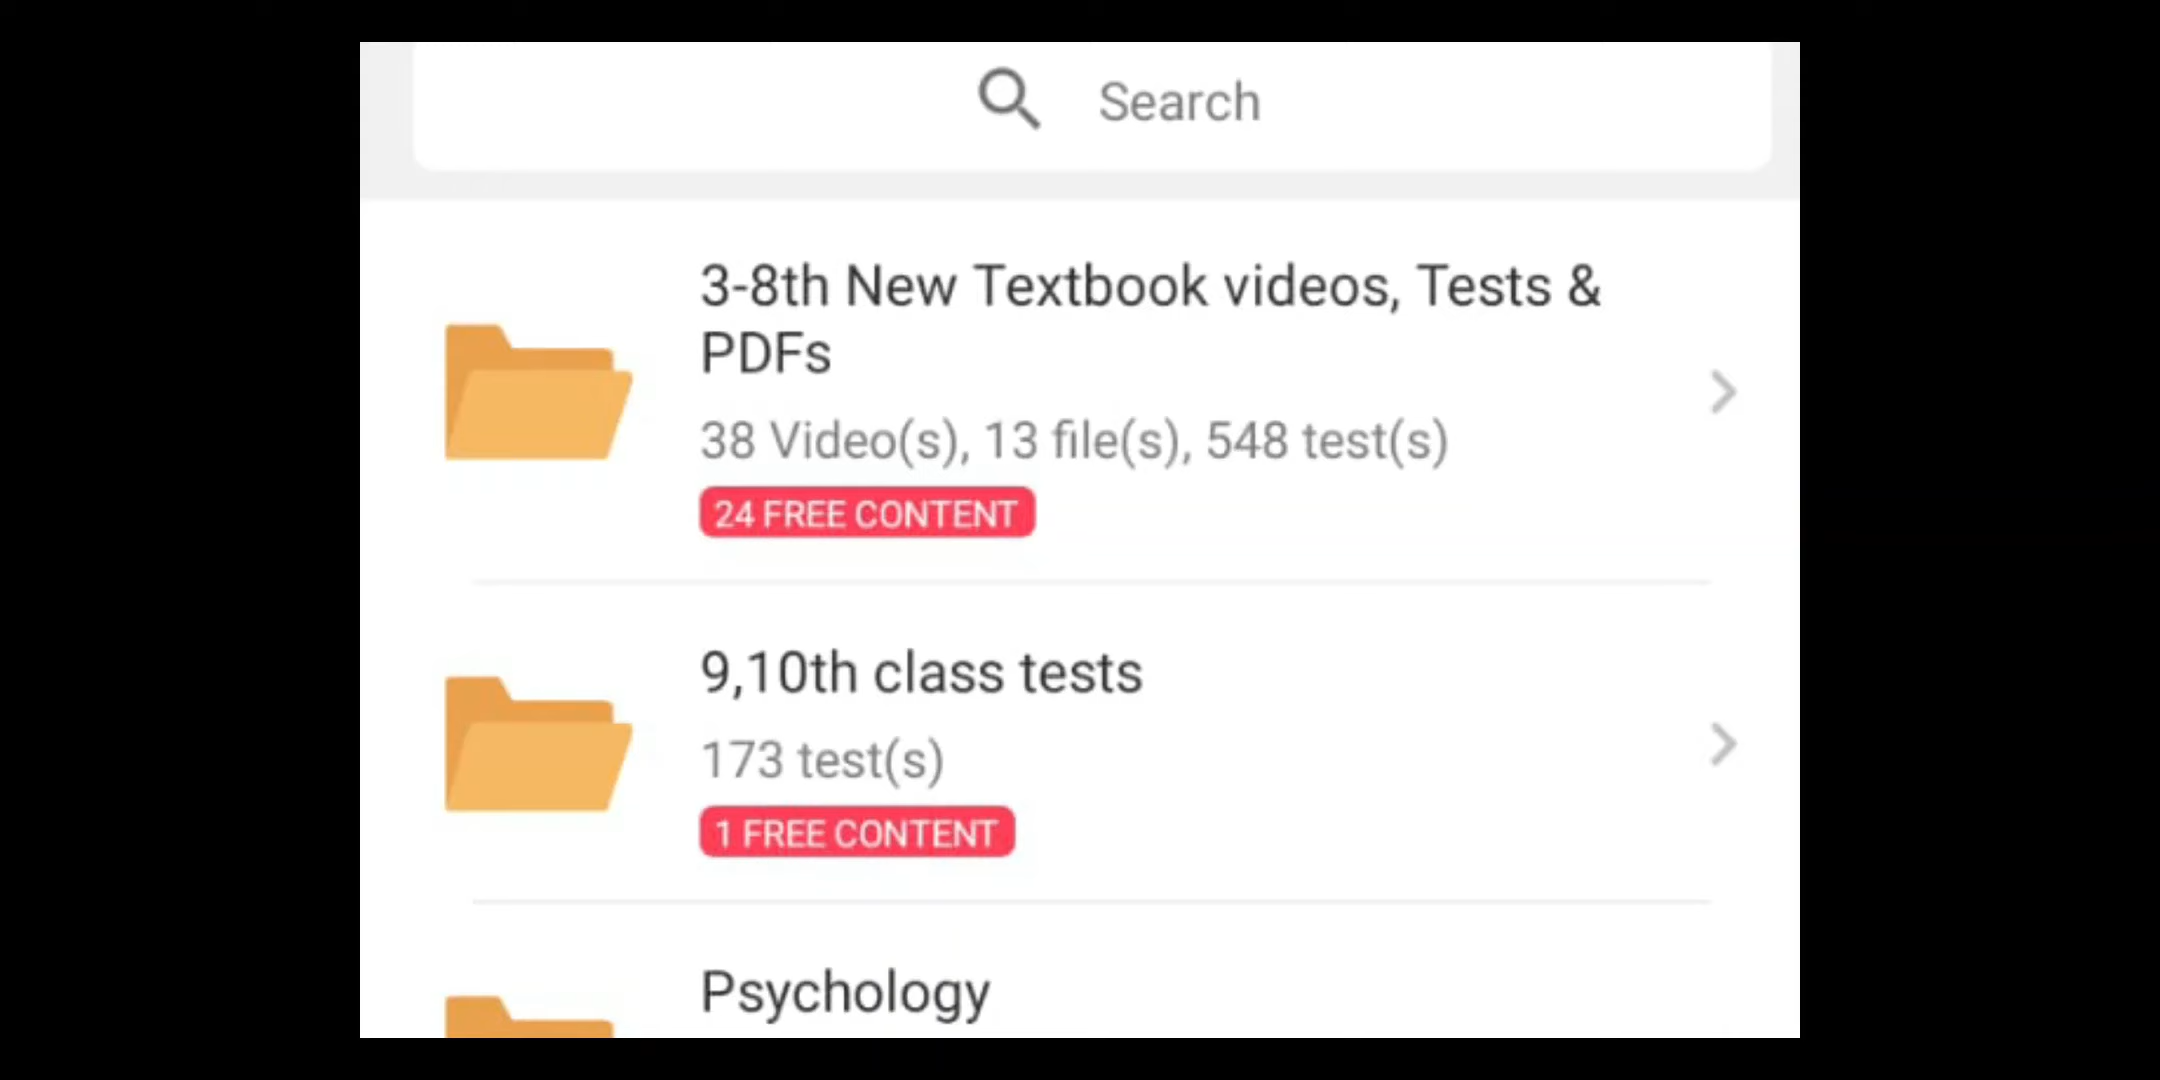 Search
3-8th New Textbook videos, Tests &
PDFs
38 Video(s), 13 file(s), 548 test(s)
24 FREE CONTENT
9,10th class tests
173 test(s)
1 FREE CONTENT
Psychology